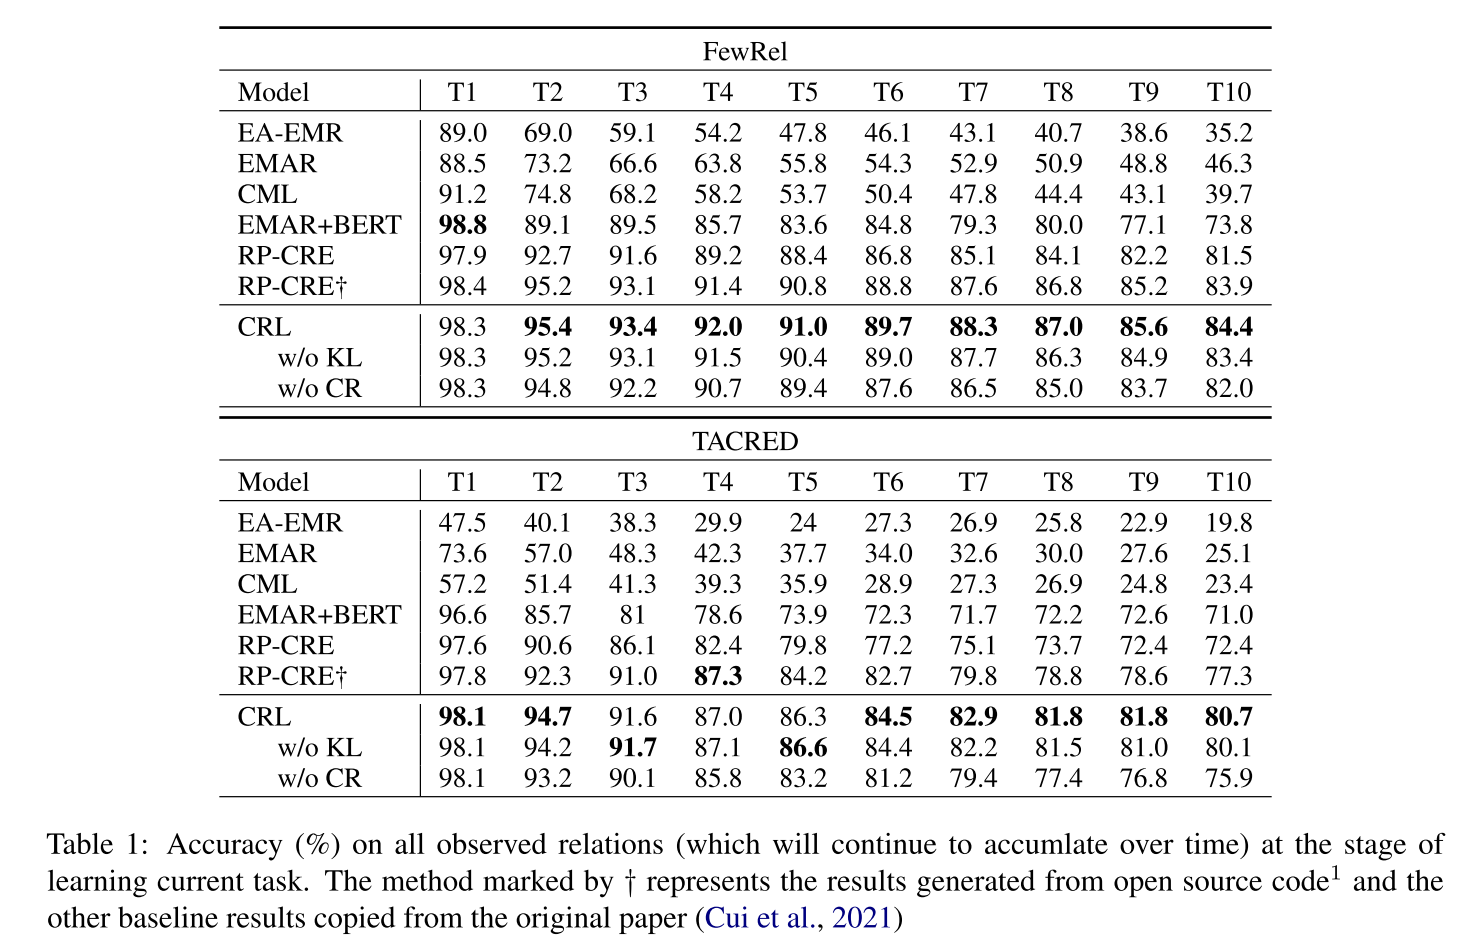 FewRel
Model T1 T2 T3 T4 T5 T6 T7 T8 T9 T10
EA-EMR 89.0 69.0 59.1 54.2 47.8 46.1 43.1 40.7 38.6 35.2
EMAR 88.5 73.2 66.6 63.8 55.8 54.3 52.9 50.9 48.8 46.3
CML 91.2 74.8 68.2 58.2 53.7 50.4 47.8 44.4 43.1 39.7
EMAR+BERT 98.8 89.1 89.5 85.7 83.6 84.8 79.3 80.0 77.1 73.8
RP-CRE 97.9 92.7 91.6 89.2 88.4 86.8 85.1 84.1 82.2 81.5
RP-CRE† 98.4 95.2 93.1 91.4 90.8 88.8 87.6 86.8 85.2 83.9
CRL 98.3 95.4 93.4 92.0 91.0 89.7 88.3 87.0 85.6 84.4
w/o KL 98.3 95.2 93.1 91.5 90.4 89.0 87.7 86.3 84.9 83.4
w/o CR 98.3 94.8 92.2 90.7 89.4 87.6 86.5 85.0 83.7 82.0
TACRED
Model T1 T2 T3 T4 T5 T6 T7 T8 T9 T10
EA-EMR 47.5 40.1 38.3 29.9 24 27.3 26.9 25.8 22.9 19.8
EMAR 73.6 57.0 48.3 42.3 37.7 34.0 32.6 30.0 27.6 25.1
CML 57.2 51.4 41.3 39.3 35.9 28.9 27.3 26.9 24.8 23.4
EMAR+BERT 96.6 85.7 81 78.6 73.9 72.3 71.7 72.2 72.6 71.0
RP-CRE 97.6 90.6 86.1 82.4 79.8 77.2 75.1 73.7 72.4 72.4
RP-CRE† 97.8 92.3 91.0 87.3 84.2 82.7 79.8 78.8 78.6 77.3
CRL 98.1 94.7 91.6 87.0 86.3 84.5 82.9 81.8 81.8 80.7
w/o KL 98.1 94.2 91.7 87.1 86.6 84.4 82.2 81.5 81.0 80.1
w/o CR 98.1 93.2 90.1 85.8 83.2 81.2 79.4 77.4 76.8 75.9
Table 1: Accuracy (%) on all observed relations (which will continue to accumlate over time) at the stage of
learning current task. The method marked by † represents the results generated from open source code1 and the
other baseline results copied from the original paper (Cui et al., 2021)